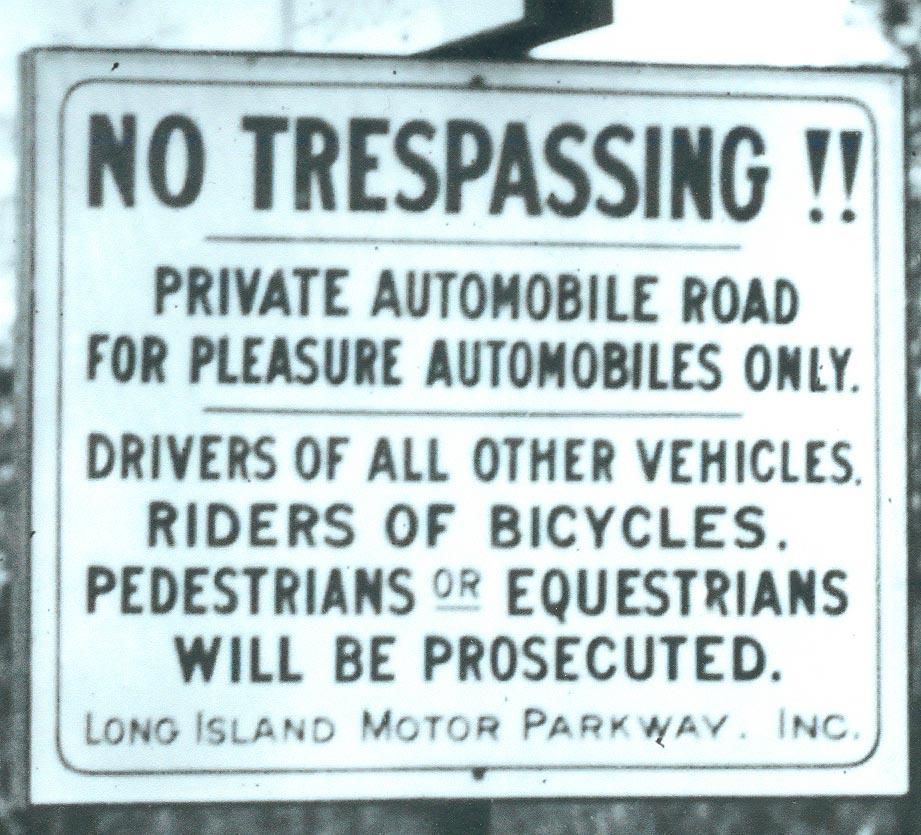 NO TRESPASSING !!
PRIVATE AUTOMOBILE ROAD
FOR PLEASURE AUTOMOBILES ONLY.
DRIVERS OF ALL OTHER VEHICLES.
RIDERS OF BICYCLES.
PEDESTRIANS OR EQUESTRIANS
WILL BE PROSECUTED.
LONG ISLAND MOTOR PARKWAY. INC.